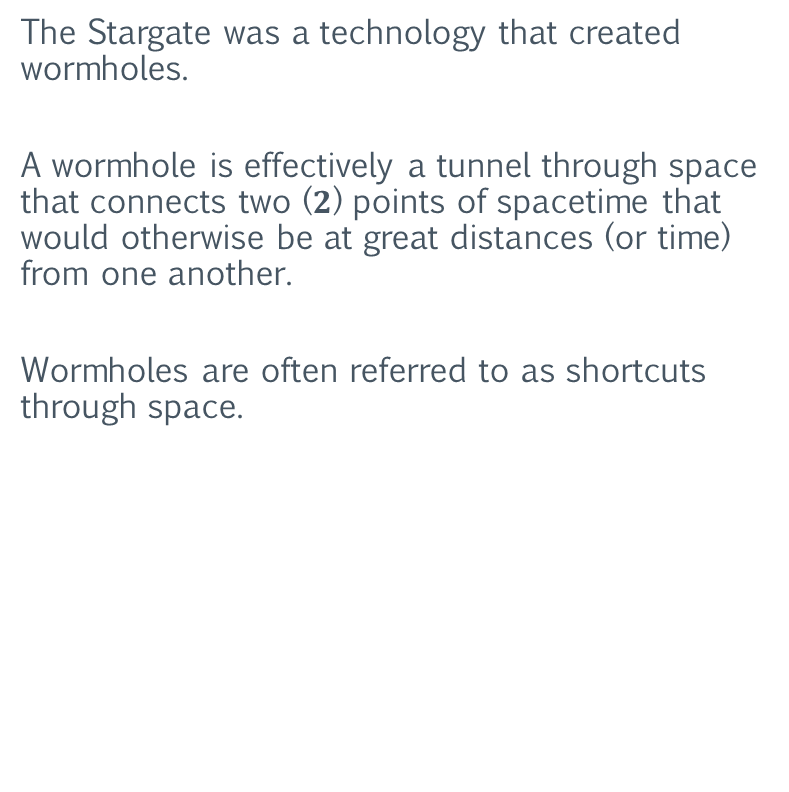 The Stargate was a technology that created
wormholes.
A wormhole is effectively a tunnel through space
that connects two (2) points of spacetime that
would otherwise be at great distances (or time)
from one another.
Wormholes are often referred to as shortcuts
through space.